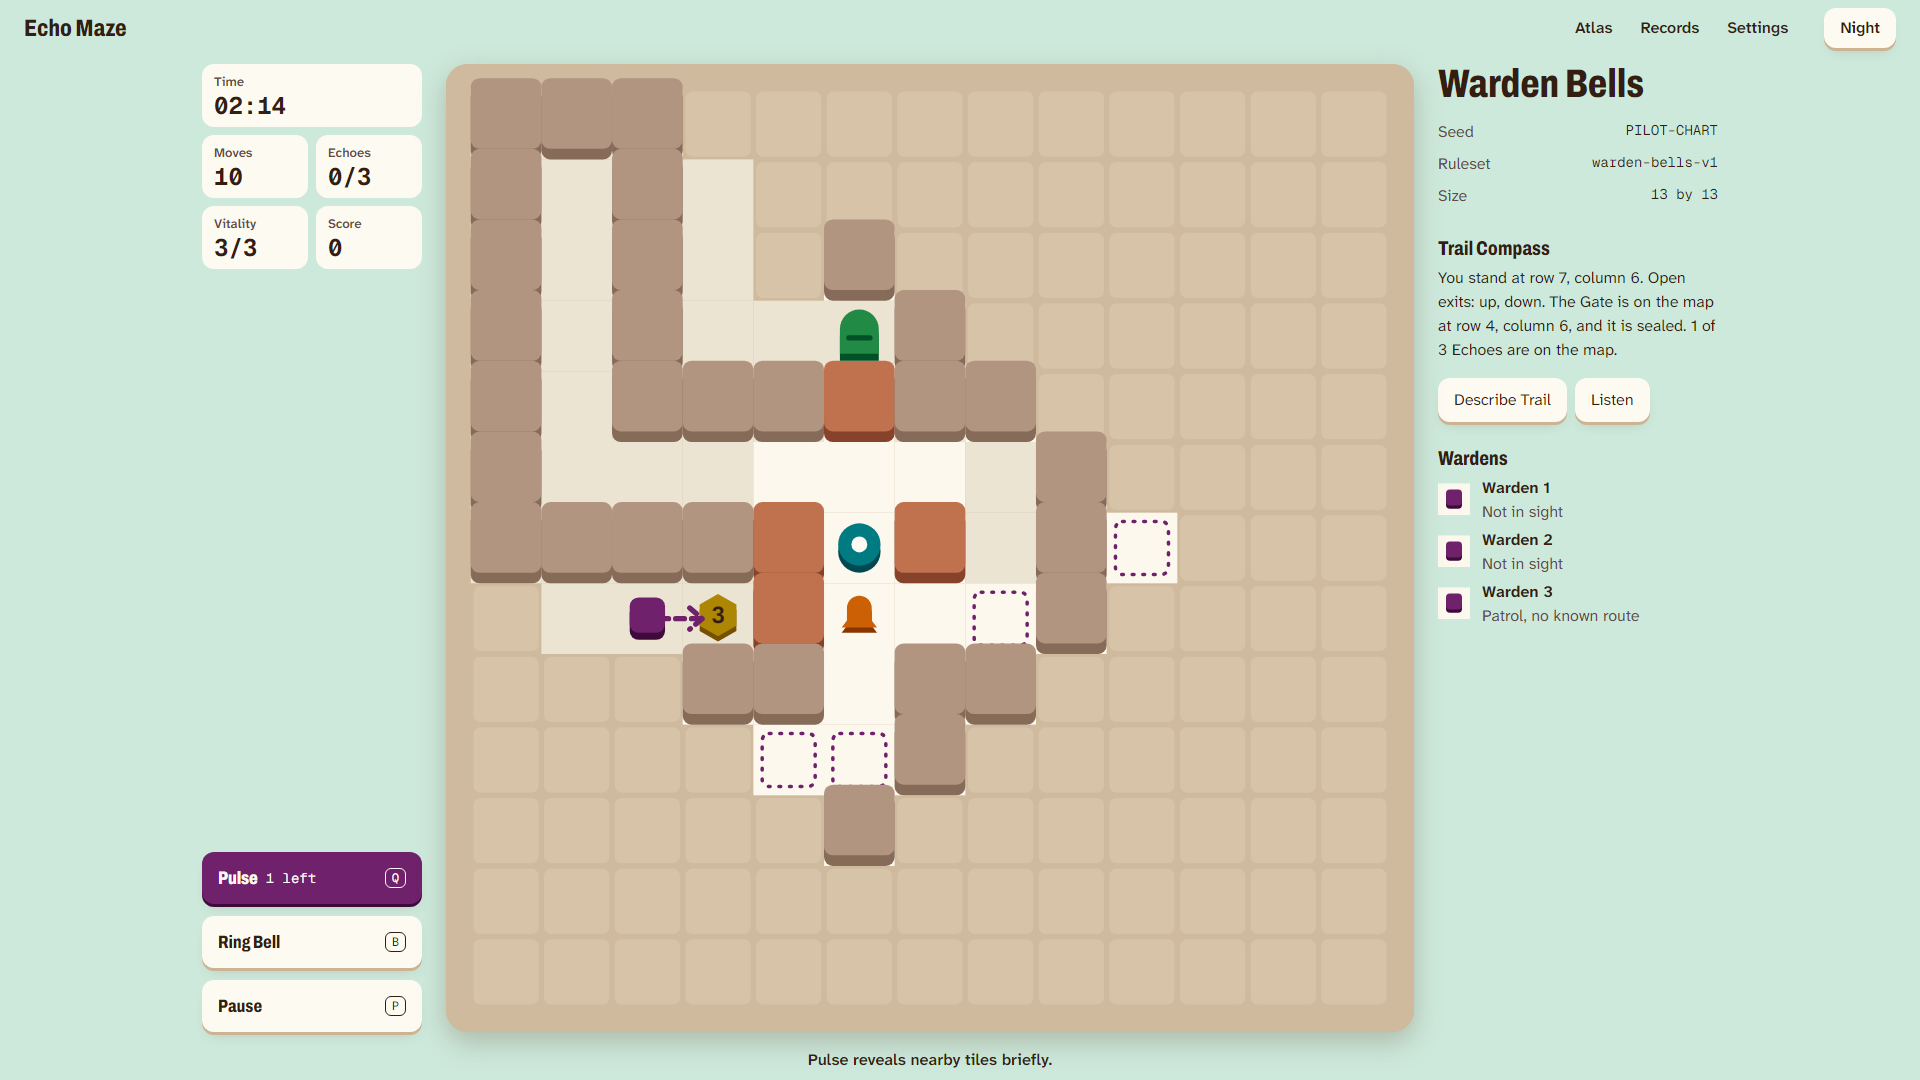 Echo Maze
Atlas
Records
Settings
Night
Time
02:14
Moves
10
Echoes
0/3
Vitality
3/3
Score
0
3
Pulse 1 left
Q
Ring Bell
B
Pause
P
Pulse reveals nearby tiles briefly.
Warden Bells
Seed
PILOT-CHART
Ruleset
warden-bells-v1
Size
13 by 13
Trail Compass
You stand at row 7, column 6. Open
exits: up, down. The Gate is on the map
at row 4, column 6, and it is sealed. 1 of
3 Echoes are on the map.
Describe Trail
Listen
Wardens
Warden 1
Not in sight
Warden 2
Not in sight
Warden 3
Patrol, no known route